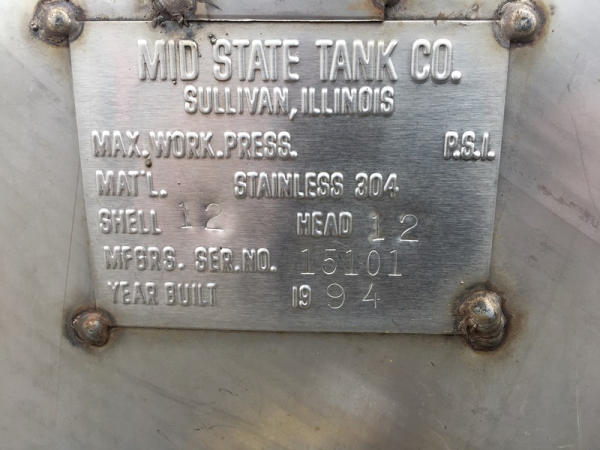 MID STATE TANK CO.
SULLIVAN, ILLINOIS
MAX. WORK. PRESS. P.S.I.
MAT'L. STAINLESS 304
SHELL 12 HEAD 12
MFGRS. SER. NO. 15101
YEAR BUILT 1994